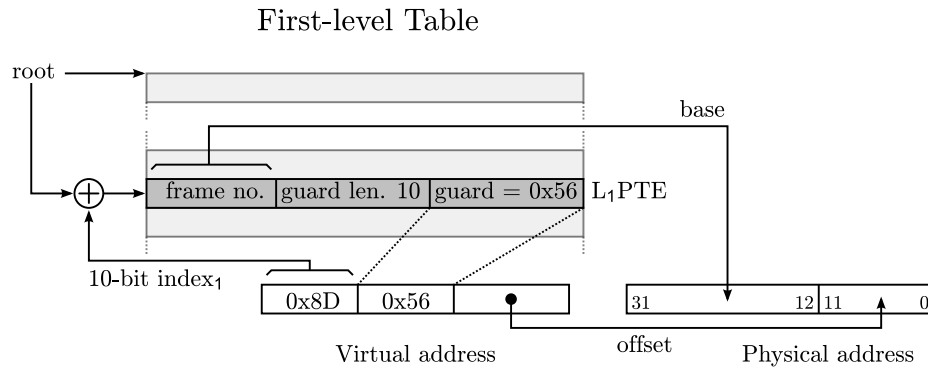 First-level Table
root
base
frame no.
guard len. 10
guard = 0x56
L₁PTE
10-bit index₁
0x8D
0x56
31
12
11
0
offset
Virtual address
Physical address